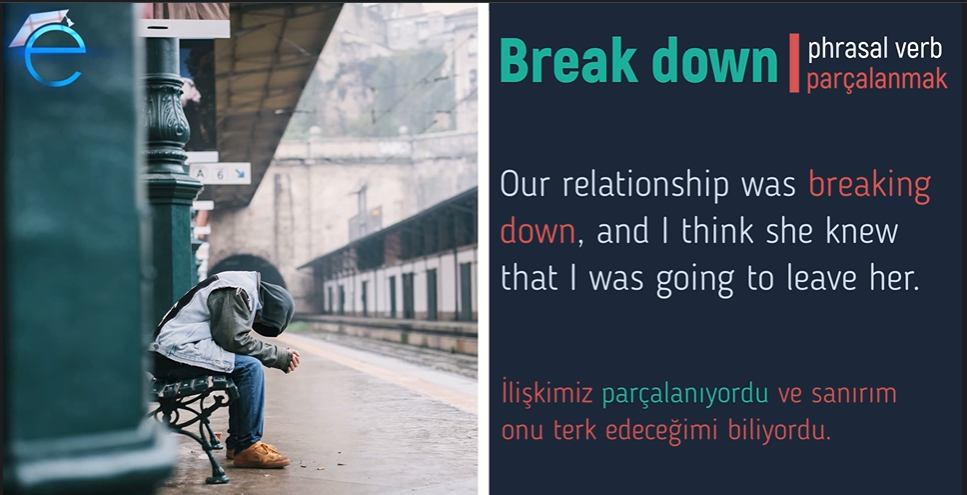 e
A 6
Break down
phrasal verb
parçalanmak
Our relationship was breaking
down, and I think she knew
that I was going to leave her.
İlişkimiz parçalanıyordu ve sanırım
onu terk edeceğimi biliyordu.